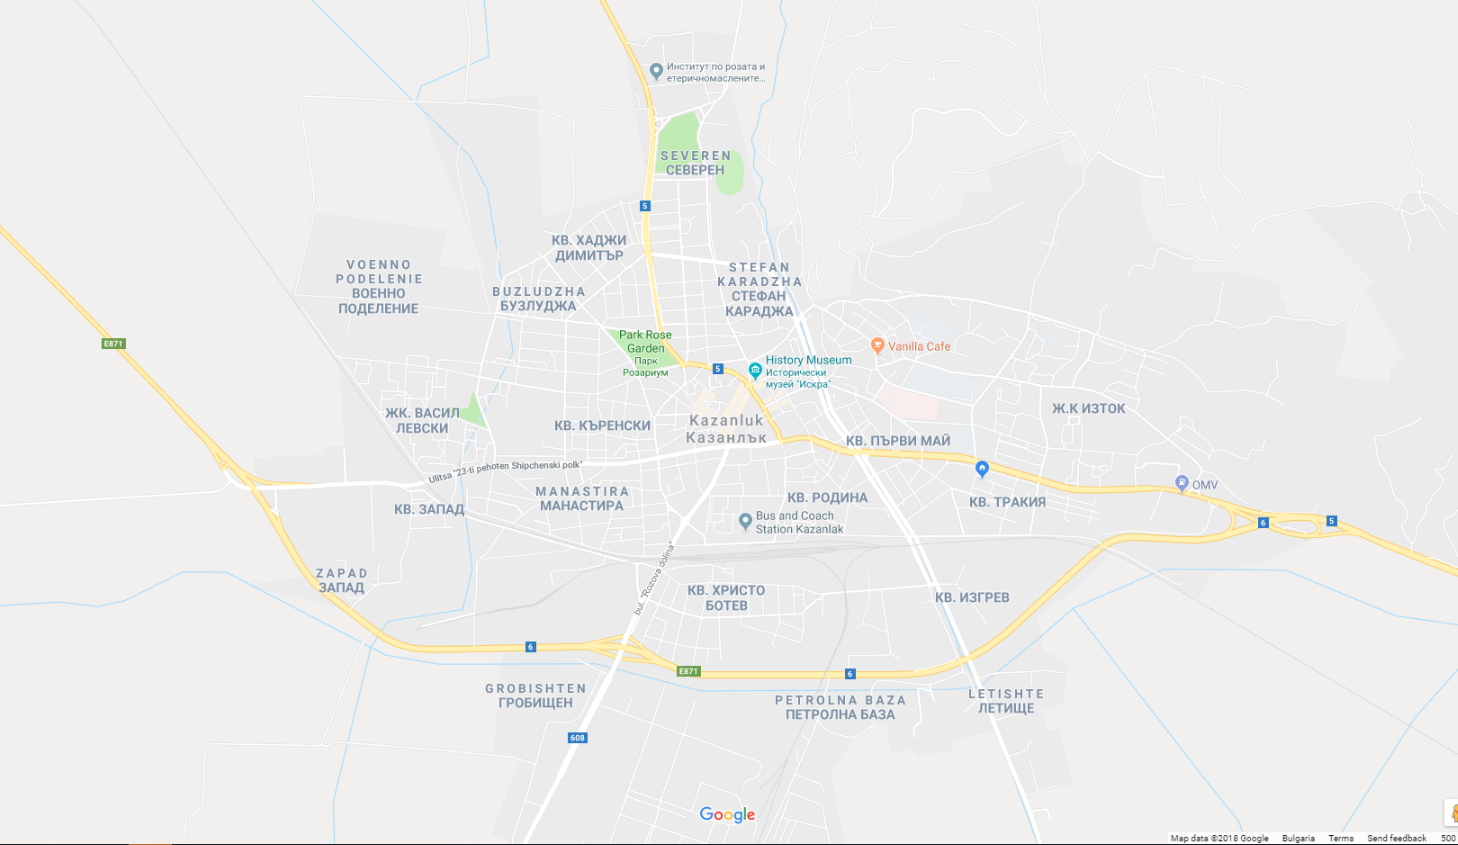 Институт по розата и
етеричномаслените...
SEVEREN
СЕВЕРЕН
5
КВ. ХАДЖИ
ДИМИТЪР
VOENNO
PODELENIE
ВОЕННО
ПОДЕЛЕНИЕ
STEFAN
KARADZHA
СТЕФАН
КАРАДЖА
BUZLUDZHA
БУЗЛУДЖА
E871
Park Rose
Garden
Парк
Розариум
Vanilla Cafe
History Museum
Исторически
музей "Искра"
5
ЖК. ВАСИЛ
ЛЕВСКИ
КВ. КЪРЕНСКИ
Kazanluk
Казанлък
Ж.К ИЗТОК
КВ. ПЪРВИ МАЙ
Ulitsa "23-ti pehoten Shipchenski polk"
OMV
MANASTIRA
МАНАСТИРА
КВ. РОДИНА
КВ. ТРАКИЯ
КВ. ЗАПАД
Bus and Coach
Station Kazanlak
6
5
ZAPAD
ЗАПАД
bul. "Rozova dolina"
КВ. ХРИСТО
БОТЕВ
КВ. ИЗГРЕВ
6
E871
6
GROBISHTEN
ГРОБИЩЕН
PETROLNA BAZA
ПЕТРОЛНА БАЗА
LETISHTE
ЛЕТИЩЕ
608
Google
Map data ©2018 Google Bulgaria Terms Send feedback 500